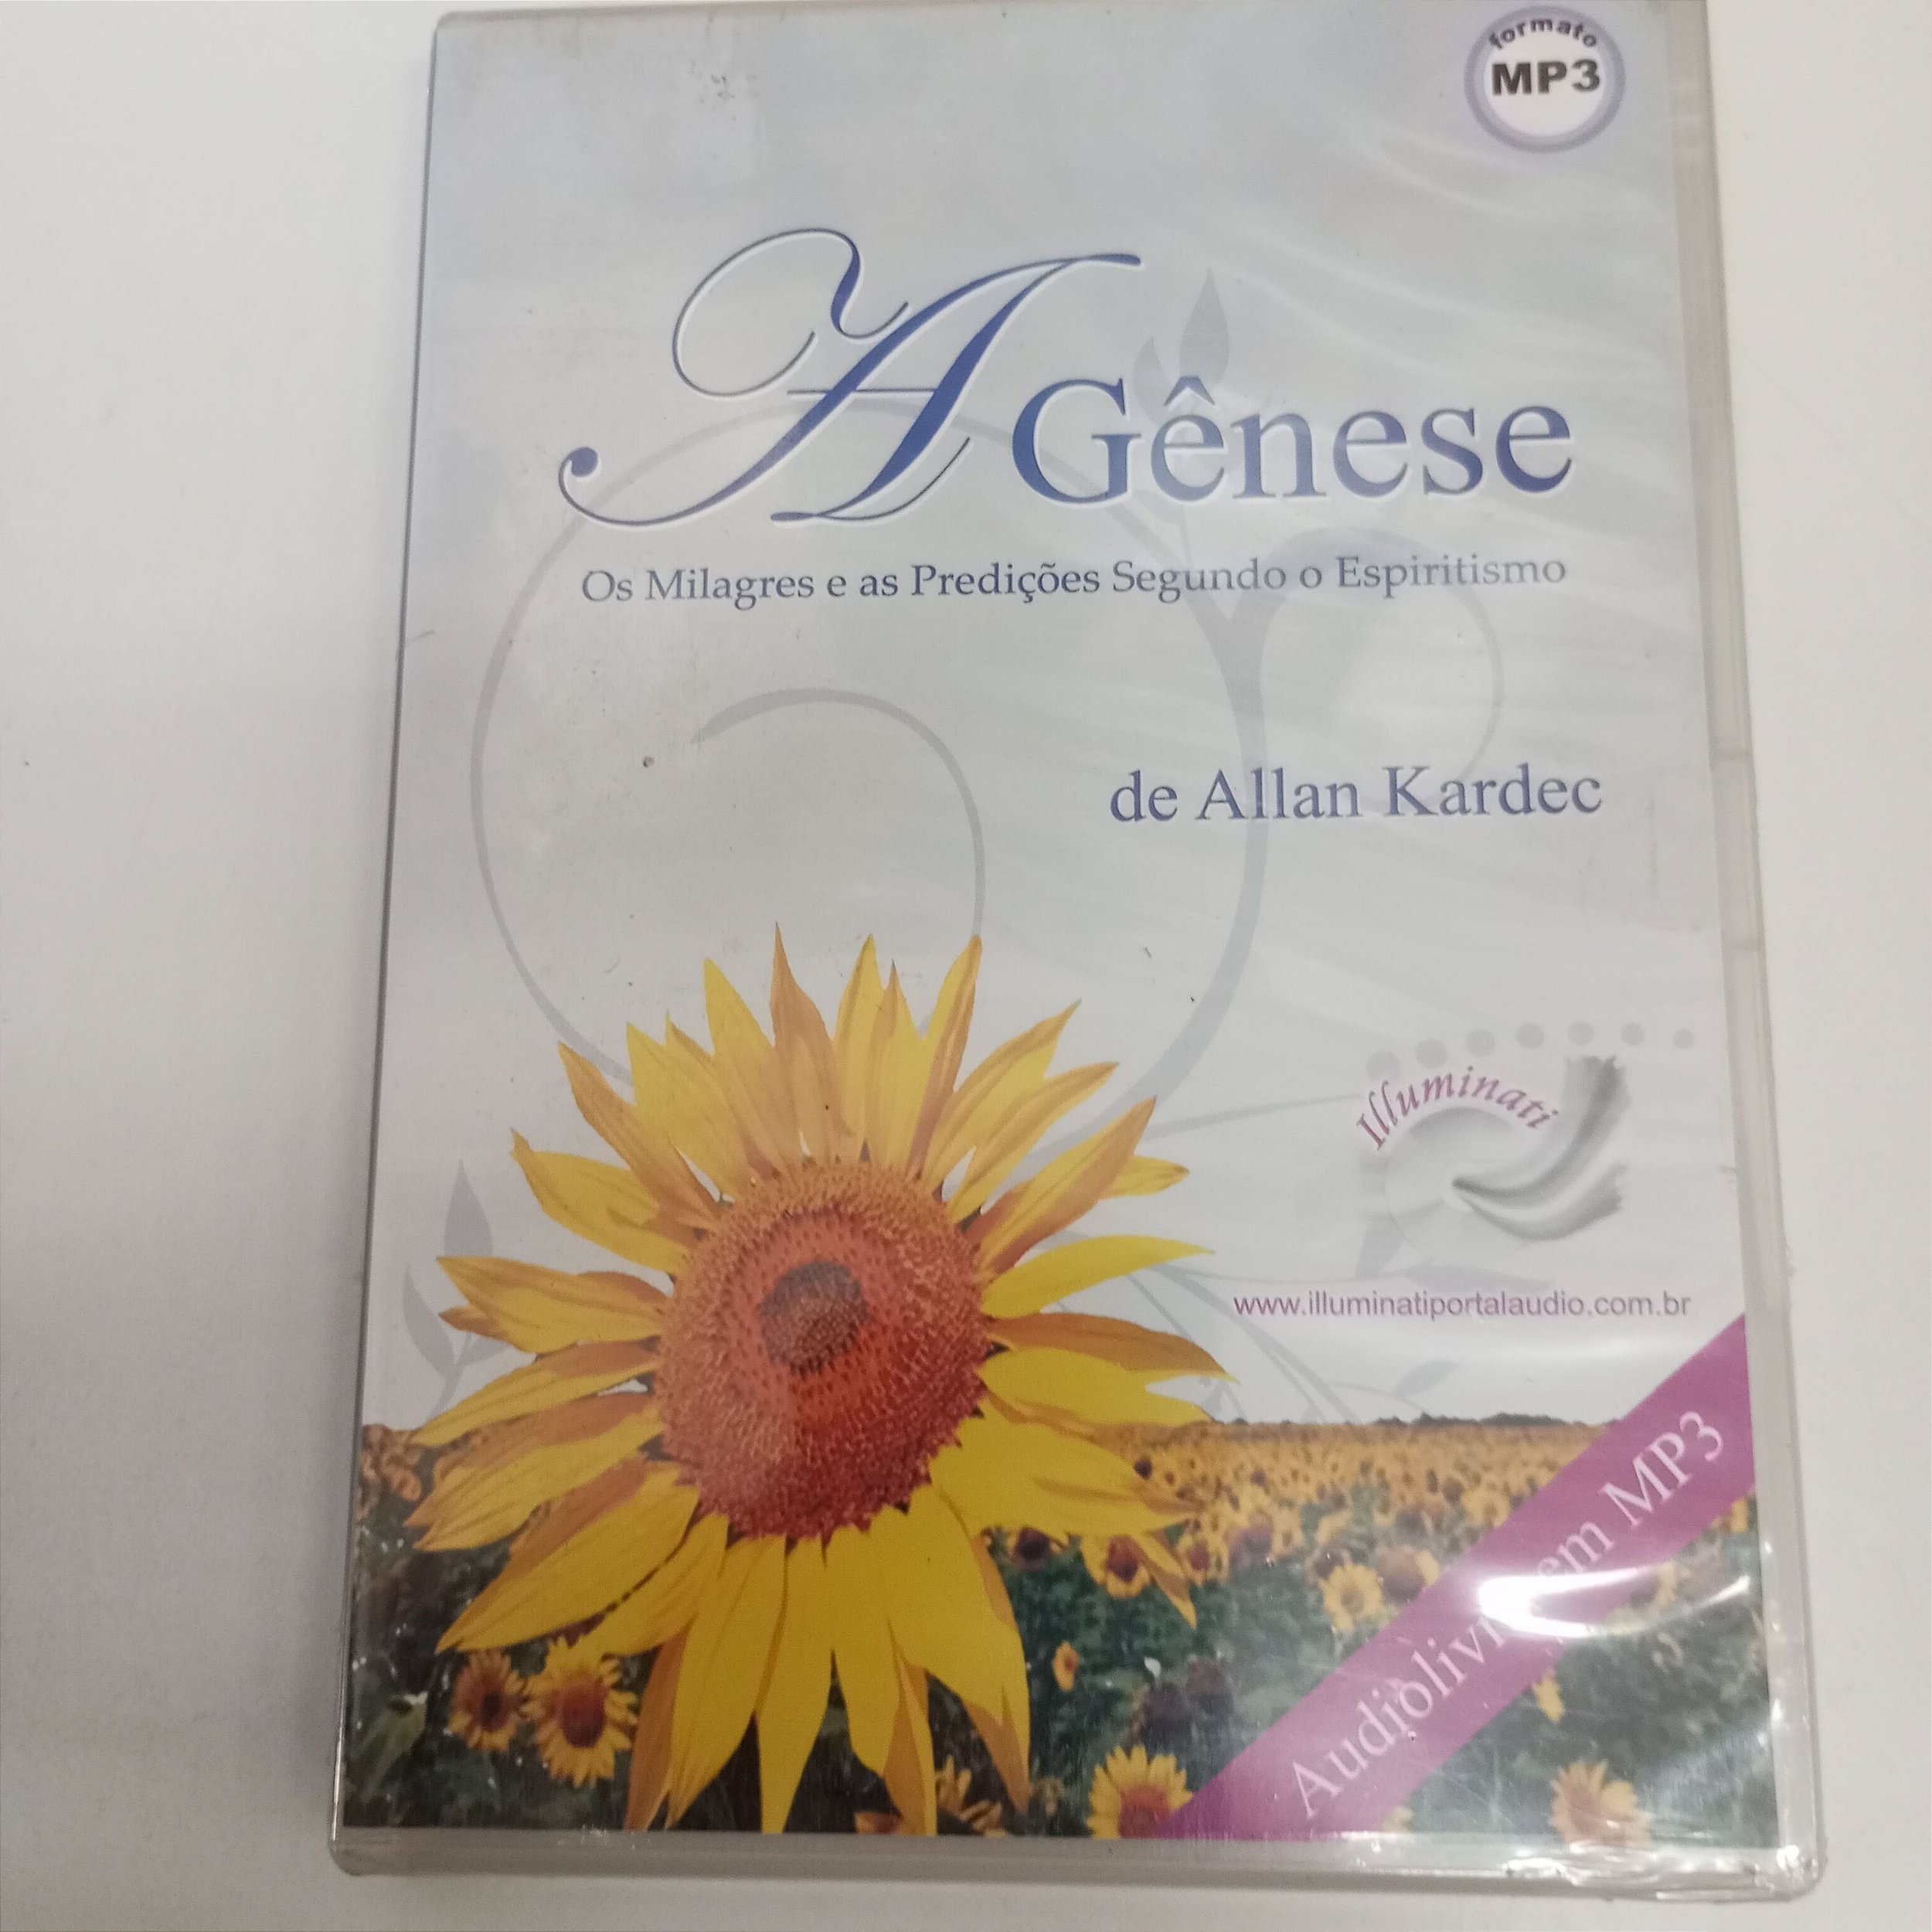 formato
MP3
A Gênese
Os Milagres e as Predições Segundo o Espiritismo
de Allan Kardec
Illuminati
www.illuminatiportalaudio.com.br
Audiolivro em MP3